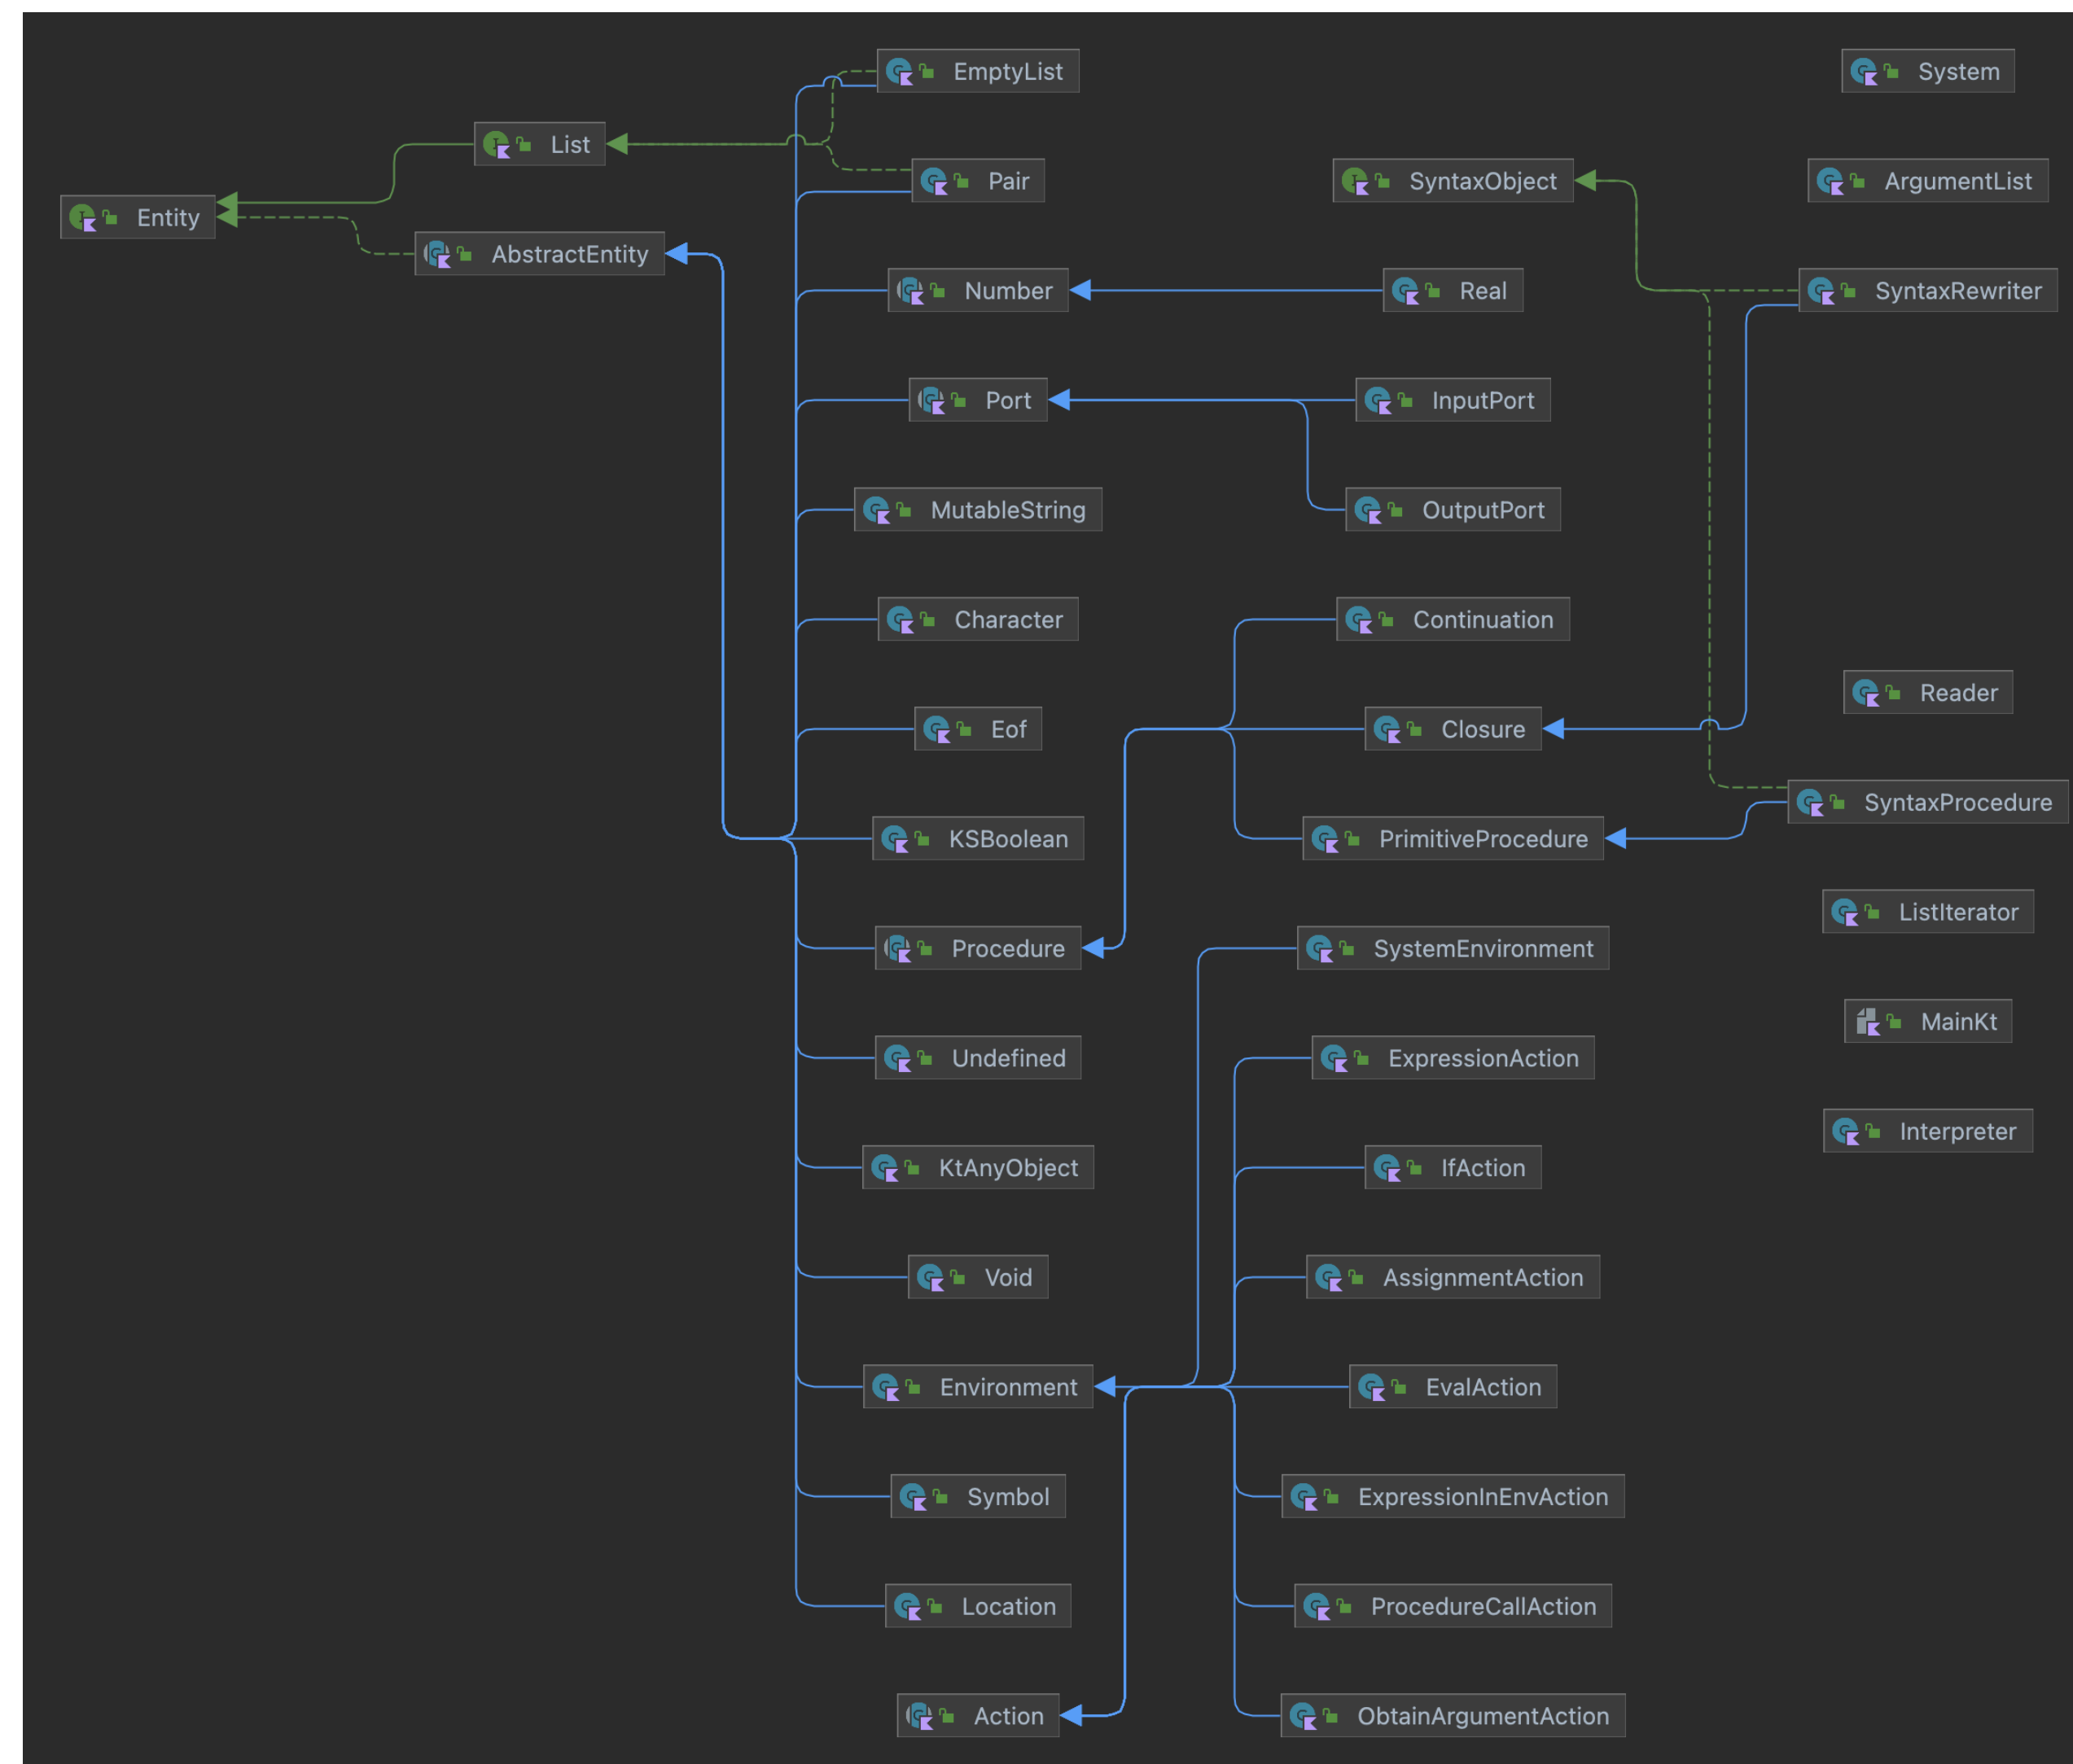 EmptyList
System
List
Pair
SyntaxObject
ArgumentList
Entity
AbstractEntity
Number
Real
SyntaxRewriter
Port
InputPort
MutableString
OutputPort
Character
Continuation
Reader
Eof
Closure
SyntaxProcedure
KSBoolean
PrimitiveProcedure
ListIterator
Procedure
SystemEnvironment
MainKt
Undefined
ExpressionAction
Interpreter
KtAnyObject
IfAction
Void
AssignmentAction
Environment
EvalAction
Symbol
ExpressionInEnvAction
Location
ProcedureCallAction
Action
ObtainArgumentAction